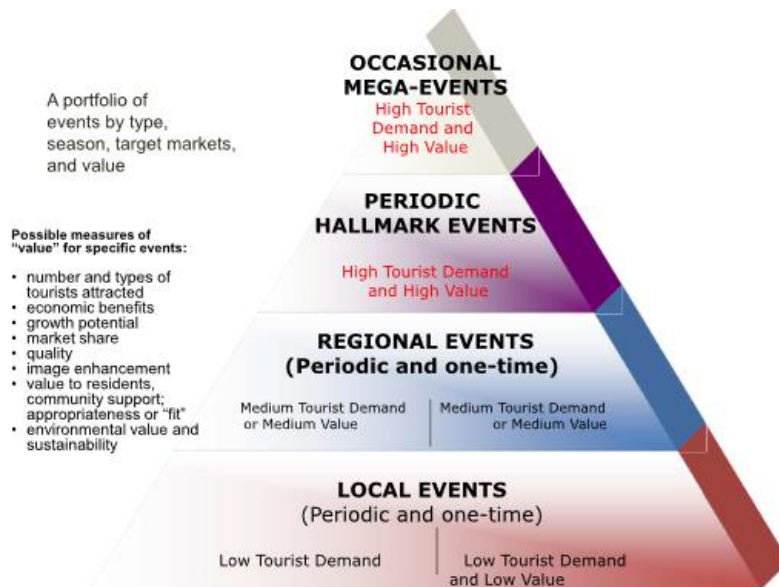 A portfolio of
events by type,
season, target markets,
and value
Possible measures of
“value” for specific events:
• number and types of
tourists attracted
• economic benefits
• growth potential
• market share
• quality
• image enhancement
• value to residents,
community support;
appropriateness or “fit”
• environmental value and
sustainability
OCCASIONAL
MEGA-EVENTS
High Tourist
Demand and
High Value
PERIODIC
HALLMARK EVENTS
High Tourist Demand
and High Value
REGIONAL EVENTS
(Periodic and one-time)
Medium Tourist Demand
or Medium Value
Medium Tourist Demand
or Medium Value
LOCAL EVENTS
(Periodic and one-time)
Low Tourist Demand
Low Tourist Demand
and Low Value